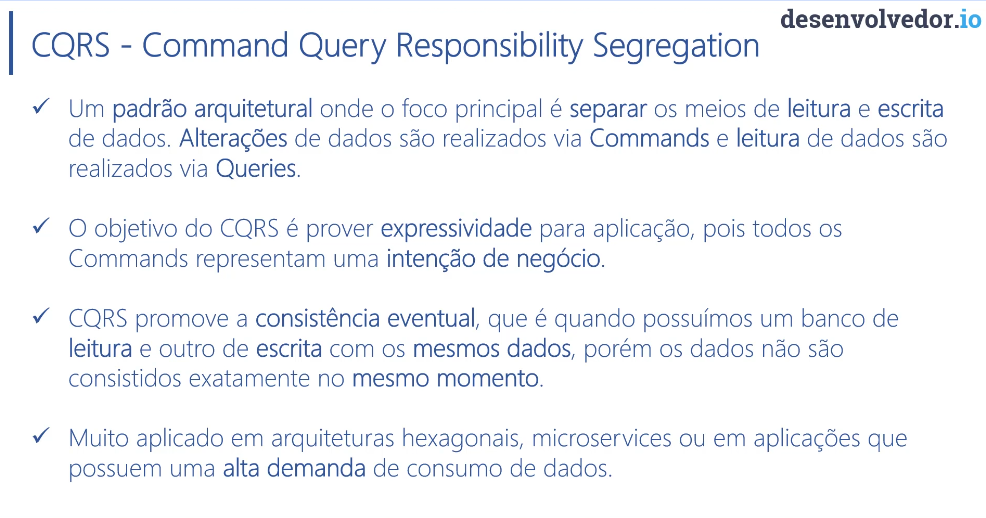 desenvolvedor.io
CQRS - Command Query Responsibility Segregation
✓ Um padrão arquitetural onde o foco principal é separar os meios de leitura e escrita
de dados. Alterações de dados são realizados via Commands e leitura de dados são
realizados via Queries.
✓ O objetivo do CQRS é prover expressividade para aplicação, pois todos os
Commands representam uma intenção de negócio.
✓ CQRS promove a consistência eventual, que é quando possuímos um banco de
leitura e outro de escrita com os mesmos dados, porém os dados não são
consistidos exatamente no mesmo momento.
✓ Muito aplicado em arquiteturas hexagonais, microservices ou em aplicações que
possuem uma alta demanda de consumo de dados.